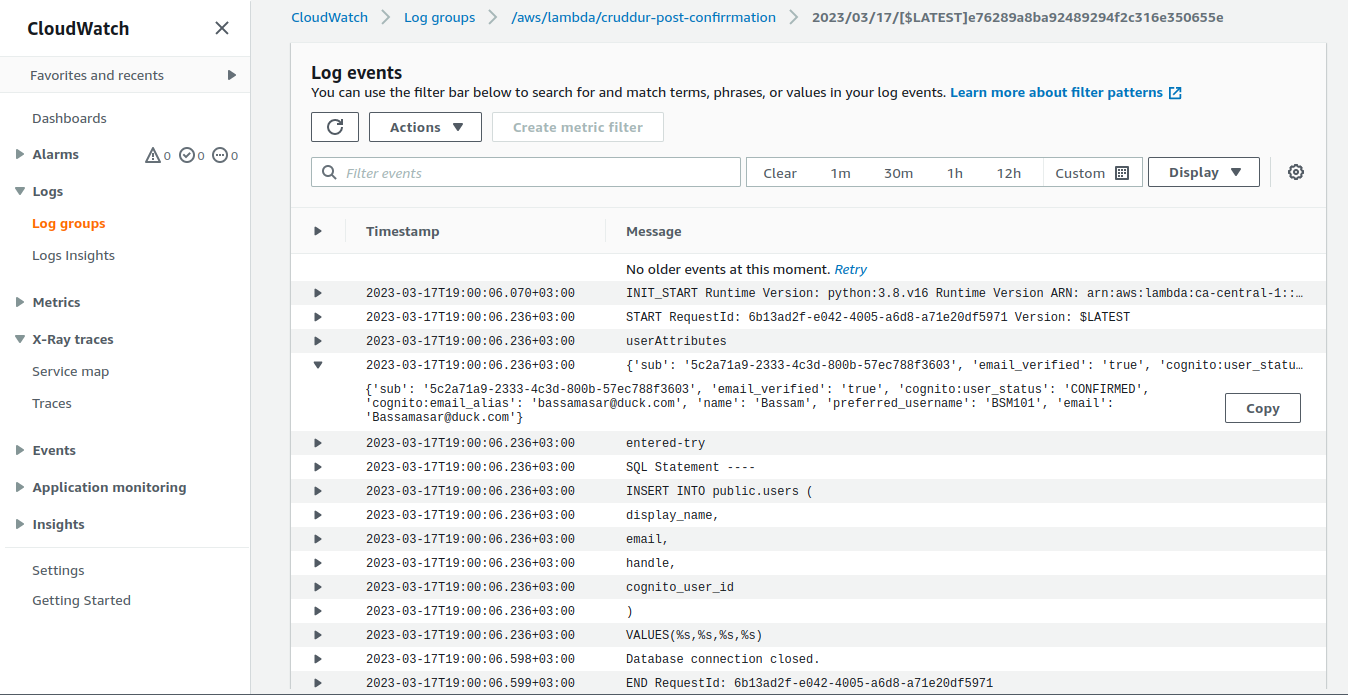 CloudWatch
Favorites and recents
Dashboards
Alarms 0 0 0
Logs
Log groups
Logs Insights
Metrics
X-Ray traces
Service map
Traces
Events
Application monitoring
Insights
Settings
Getting Started
CloudWatch Log groups /aws/lambda/cruddur-post-confirrmation 2023/03/17/[$LATEST]e76289a8ba92489294f2c316e350655e
Log events
You can use the filter bar below to search for and match terms, phrases, or values in your log events. Learn more about filter patterns
Actions Create metric filter
Filter events Clear 1m 30m 1h 12h Custom Display
Timestamp Message
No older events at this moment. Retry
2023-03-17T19:00:06.070+03:00 INIT_START Runtime Version: python:3.8.v16 Runtime Version ARN: arn:aws:lambda:ca-central-1::…
2023-03-17T19:00:06.236+03:00 START RequestId: 6b13ad2f-e042-4005-a6d8-a71e20df5971 Version: $LATEST
2023-03-17T19:00:06.236+03:00 userAttributes
2023-03-17T19:00:06.236+03:00 {'sub': '5c2a71a9-2333-4c3d-800b-57ec788f3603', 'email_verified': 'true', 'cognito:user_statu…
{'sub': '5c2a71a9-2333-4c3d-800b-57ec788f3603', 'email_verified': 'true', 'cognito:user_status': 'CONFIRMED',
'cognito:email_alias': 'bassamasar@duck.com', 'name': 'Bassam', 'preferred_username': 'BSM101', 'email':
'Bassamasar@duck.com'}
Copy
2023-03-17T19:00:06.236+03:00 entered-try
2023-03-17T19:00:06.236+03:00 SQL Statement ----
2023-03-17T19:00:06.236+03:00 INSERT INTO public.users (
2023-03-17T19:00:06.236+03:00 display_name,
2023-03-17T19:00:06.236+03:00 email,
2023-03-17T19:00:06.236+03:00 handle,
2023-03-17T19:00:06.236+03:00 cognito_user_id
2023-03-17T19:00:06.236+03:00 )
2023-03-17T19:00:06.236+03:00 VALUES(%s,%s,%s,%s)
2023-03-17T19:00:06.598+03:00 Database connection closed.
2023-03-17T19:00:06.599+03:00 END RequestId: 6b13ad2f-e042-4005-a6d8-a71e20df5971